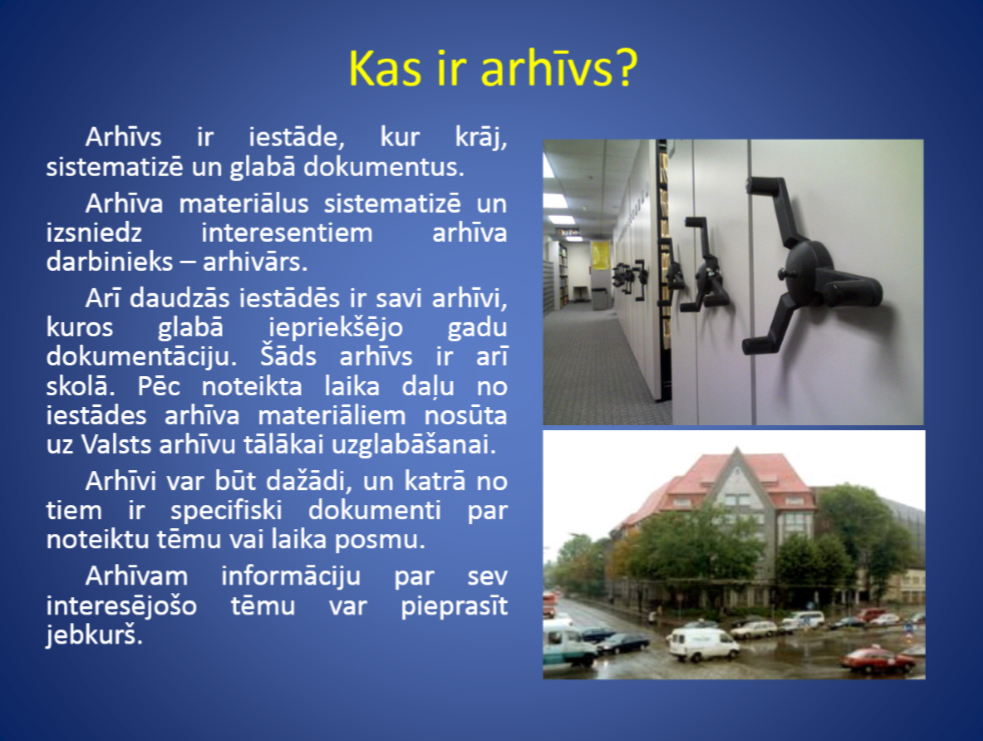 Kas ir arhīvs?
Arhīvs ir iestāde, kur krāj,
sistematizē un glabā dokumentus.
Arhīva materiālus sistematizē un
izsniedz interesentiem arhīva
darbinieks – arhivārs.
Arī daudzās iestādēs ir savi arhīvi,
kuros glabā iepriekšējo gadu
dokumentāciju. Šāds arhīvs ir arī
skolā. Pēc noteikta laika daļu no
iestādes arhīva materiāliem nosūta
uz Valsts arhīvu tālākai uzglabāšanai.
Arhīvi var būt dažādi, un katrā no
tiem ir specifiski dokumenti par
noteiktu tēmu vai laika posmu.
Arhīvam informāciju par sev
interesējošo tēmu var pieprasīt
jebkurš.